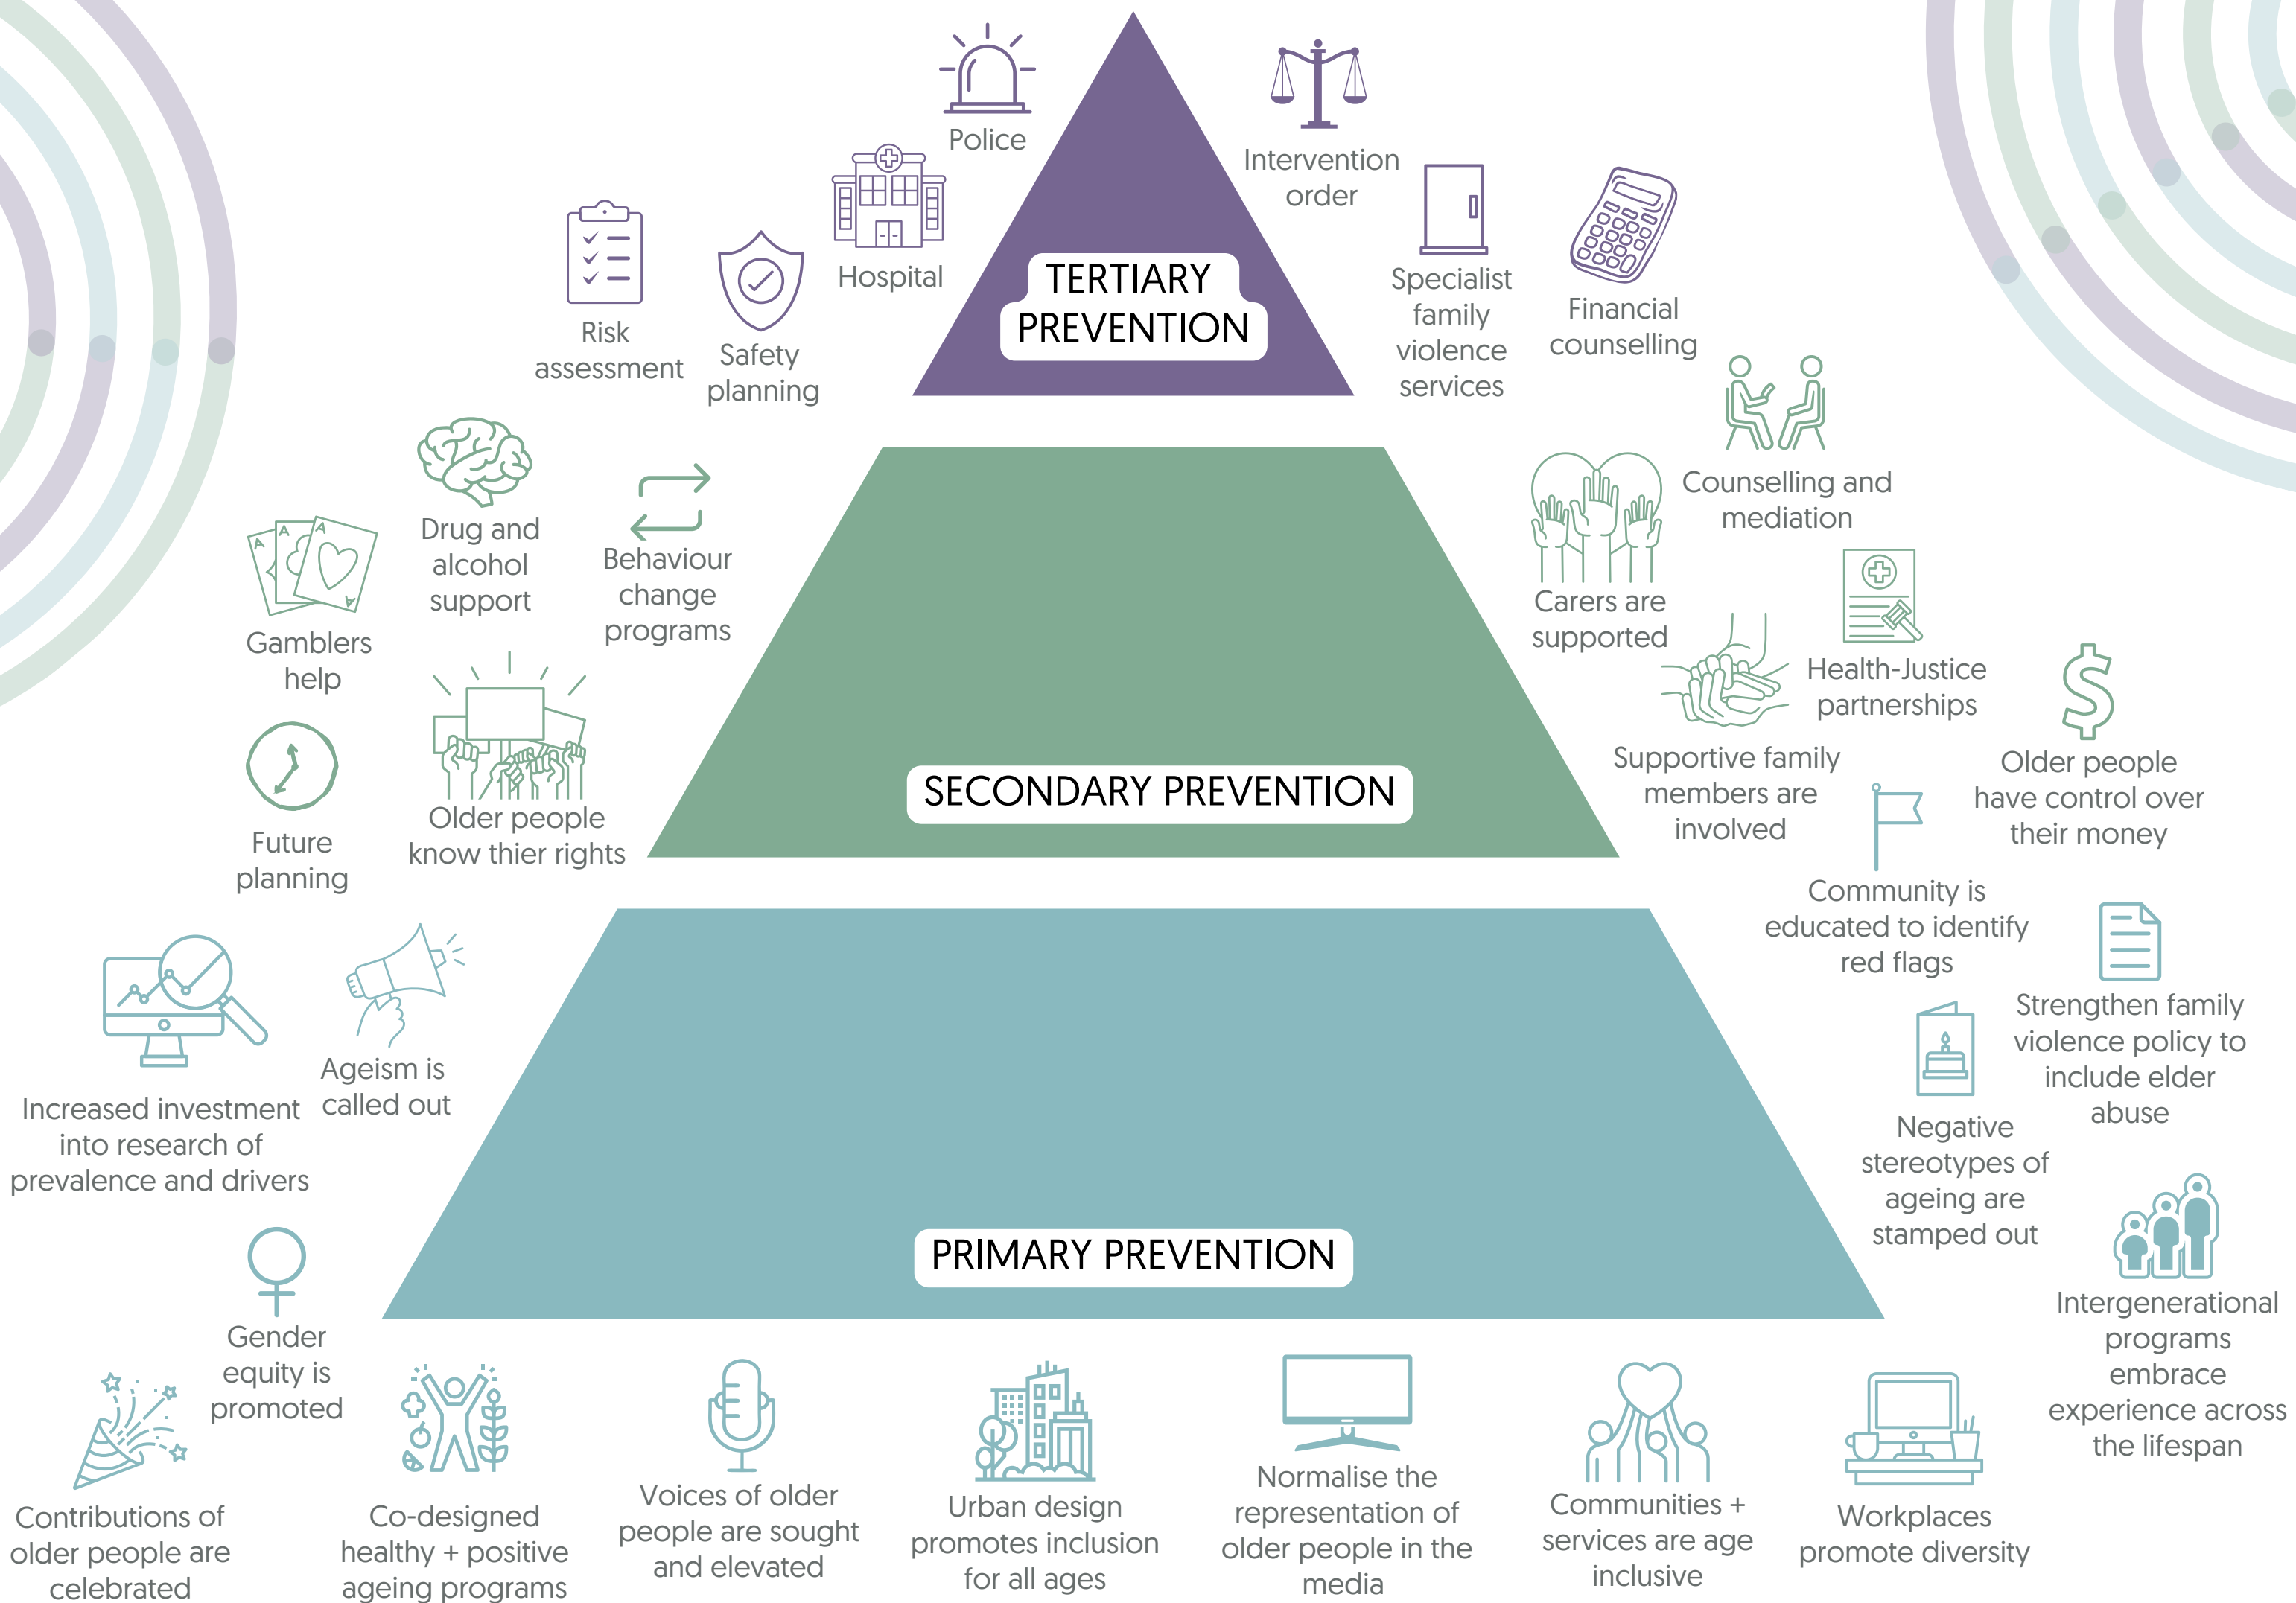 Police
Intervention
order
Hospital
Risk
assessment
Safety
planning
TERTIARY
PREVENTION
Specialist
family
violence
services
Financial
counselling
Drug and
alcohol
support
Behaviour
change
programs
Gamblers
help
Future
planning
Older people
know thier rights
SECONDARY PREVENTION
Counselling and
mediation
Carers are
supported
Health-Justice
partnerships
Supportive family
members are
involved
Older people
have control over
their money
Community is
educated to identify
red flags
Increased investment
into research of
prevalence and drivers
Ageism is
called out
Strengthen family
violence policy to
include elder
abuse
Negative
stereotypes of
ageing are
stamped out
PRIMARY PREVENTION
Gender
equity is
promoted
Intergenerational
programs
embrace
experience across
the lifespan
Contributions of
older people are
celebrated
Co-designed
healthy + positive
ageing programs
Voices of older
people are sought
and elevated
Urban design
promotes inclusion
for all ages
Normalise the
representation of
older people in the
media
Communities +
services are age
inclusive
Workplaces
promote diversity